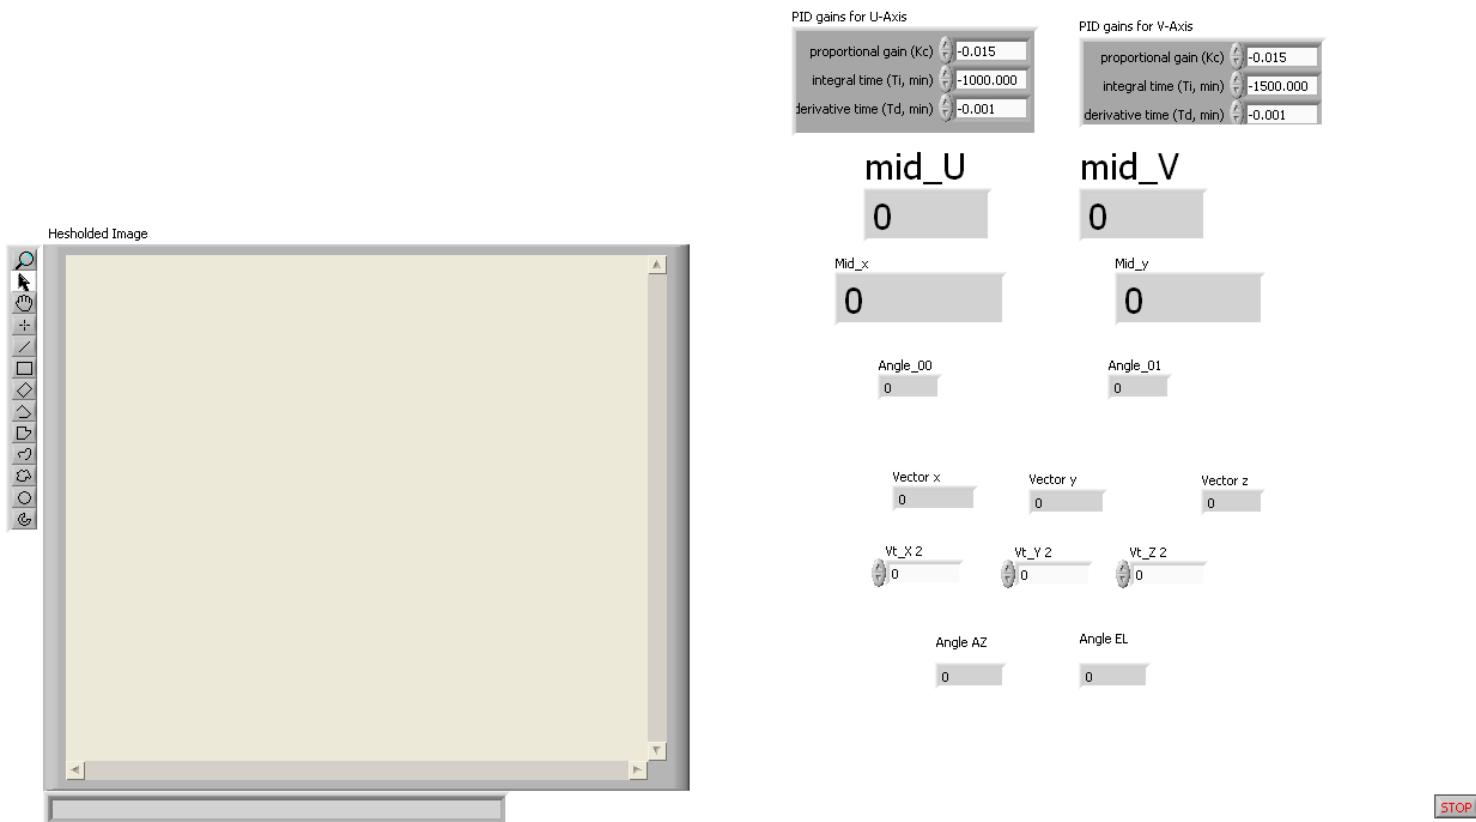 PID gains for U-Axis
proportional gain (Kc) -0.015
integral time (Ti, min) -1000.000
derivative time (Td, min) -0.001
PID gains for V-Axis
proportional gain (Kc) -0.015
integral time (Ti, min) -1500.000
derivative time (Td, min) -0.001
mid_U
0
mid_V
0
Hesholded Image
Mid_x
0
Mid_y
0
Angle_00
0
Angle_01
0
Vector x
0
Vector y
0
Vector z
0
Vt_X 2
0
Vt_Y 2
0
Vt_Z 2
0
Angle AZ
0
Angle EL
0
STOP